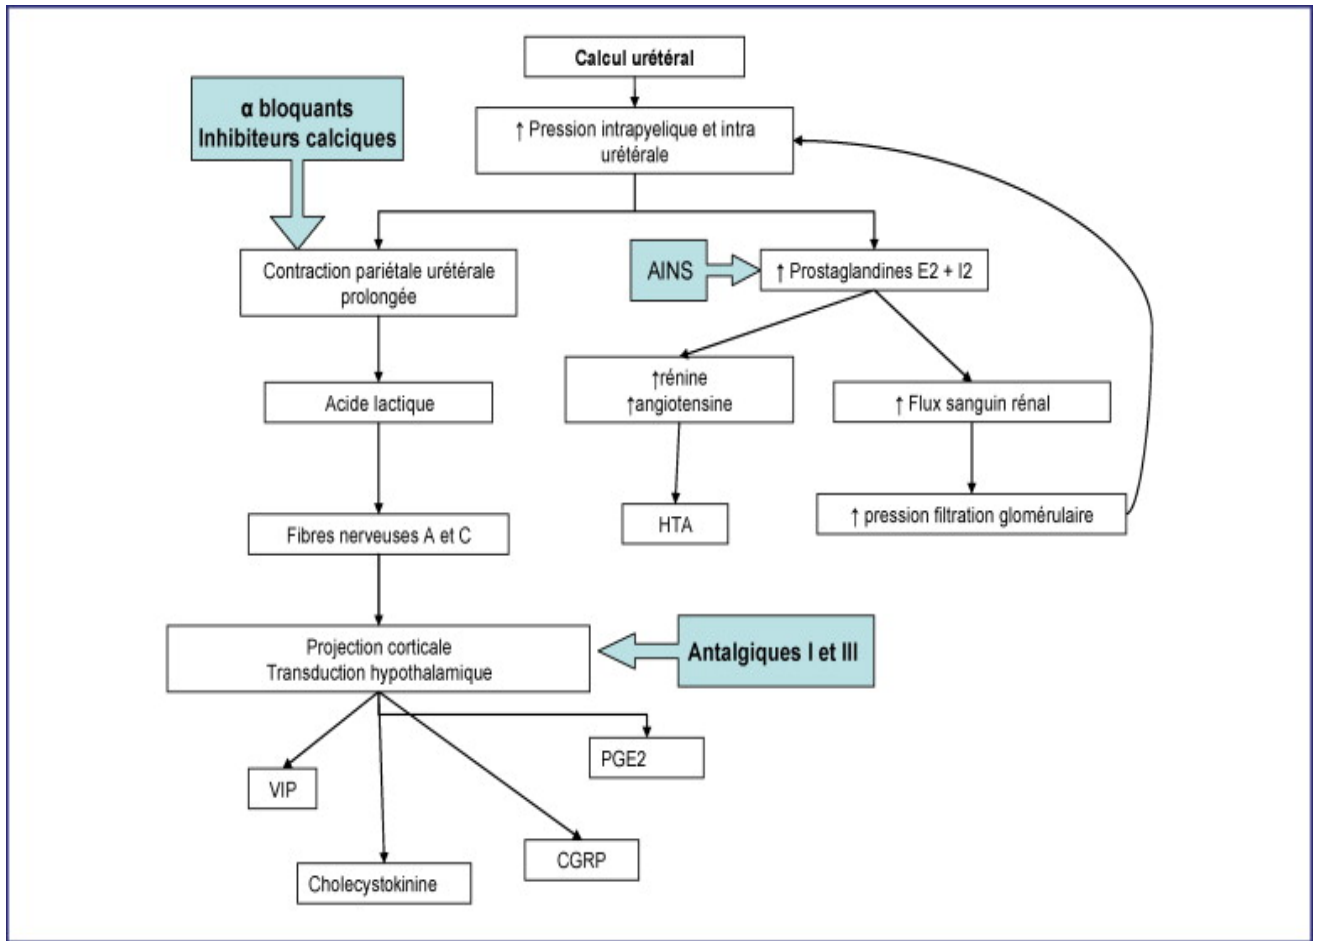 Calcul urétéral
α bloquants
Inhibiteurs calciques
↑ Pression intrapyelique et intra
urétérale
Contraction pariétale urétérale
prolongée
AINS
↑ Prostaglandines E2 + I2
Acide lactique
↑rénine
↑angiotensine
↑ Flux sanguin rénal
Fibres nerveuses A et C
HTA
↑ pression filtration glomérulaire
Projection corticale
Transduction hypothalamique
Antalgiques I et III
PGE2
VIP
CGRP
Cholecystokinine